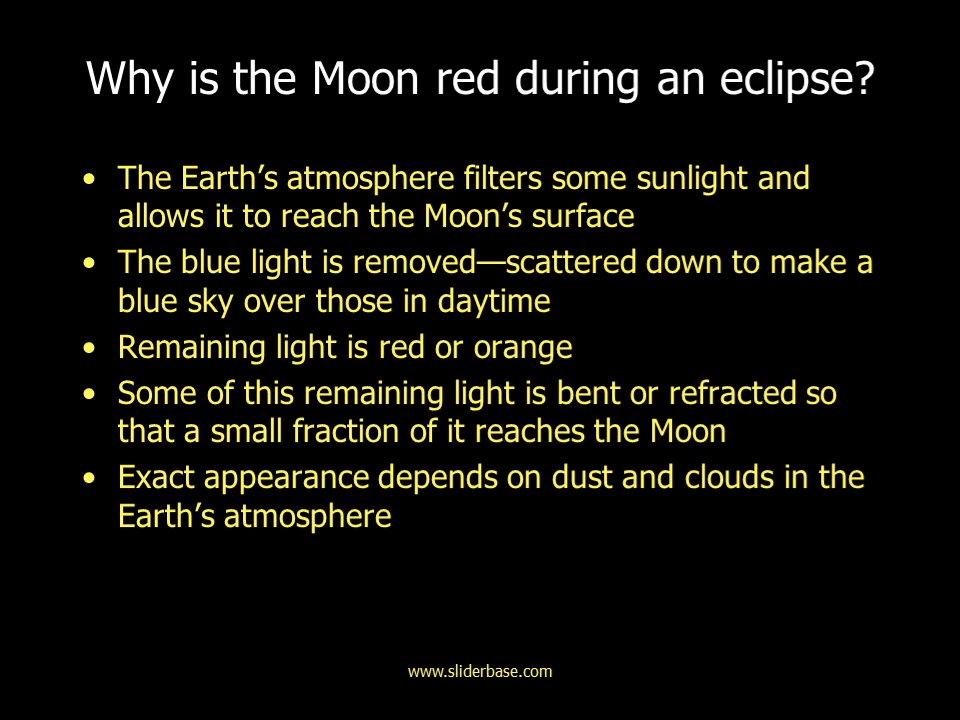 Why is the Moon red during an eclipse?
• The Earth’s atmosphere filters some sunlight and
allows it to reach the Moon’s surface
• The blue light is removed—scattered down to make a
blue sky over those in daytime
• Remaining light is red or orange
• Some of this remaining light is bent or refracted so
that a small fraction of it reaches the Moon
• Exact appearance depends on dust and clouds in the
Earth’s atmosphere
www.sliderbase.com